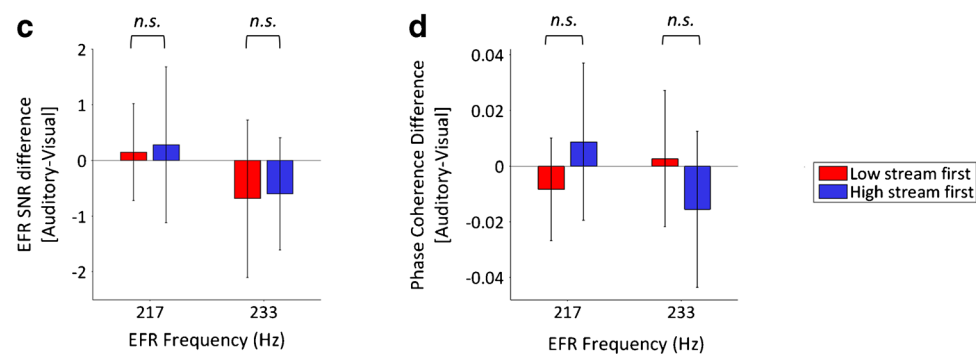 c
n.s.
n.s.
EFR SNR difference
[Auditory-Visual]
2
1
0
-1
-2
217
233
EFR Frequency (Hz)
d
n.s.
n.s.
Phase Coherence Difference
[Auditory-Visual]
0.04
0.02
0
-0.02
-0.04
217
233
EFR Frequency (Hz)
Low stream first
High stream first